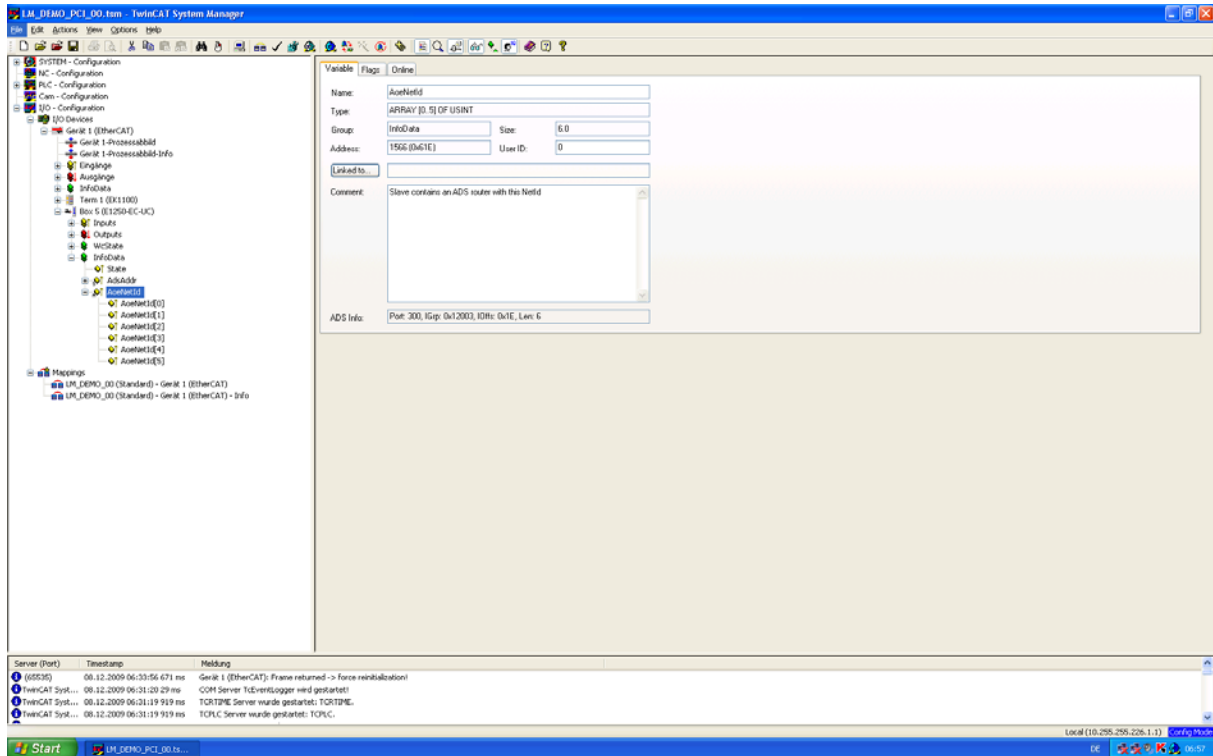 LM_DEMO_PCI_00.tsm - TwinCAT System Manager
File Edit Actions View Options Help
SYSTEM - Configuration
NC - Configuration
PLC - Configuration
Cam - Configuration
I/O - Configuration
I/O Devices
Gerät 1 (EtherCAT)
Gerät 1-Prozessabbild
Gerät 1-Prozessabbild-Info
Eingänge
Ausgänge
InfoData
Term 1 (EK1100)
Box 5 (E1250-EC-UC)
Inputs
Outputs
WcState
InfoData
State
AdsAddr
AoeNetId
AoeNetId[0]
AoeNetId[1]
AoeNetId[2]
AoeNetId[3]
AoeNetId[4]
AoeNetId[5]
Mappings
LM_DEMO_00 (Standard) - Gerät 1 (EtherCAT)
LM_DEMO_00 (Standard) - Gerät 1 (EtherCAT) - Info
Variable Flags Online
Name: AoeNetId
Type: ARRAY [0..5] OF USINT
Group: InfoData Size: 6.0
Address: 1566 (0x61E) User ID: 0
Linked to...
Comment: Slave contains an ADS router with this NetId
ADS Info: Port: 300, IGrp: 0x12003, IOffs: 0x1E, Len: 6
Server (Port) Timestamp Meldung
(65535) 08.12.2009 06:33:56 671 ms Gerät 1 (EtherCAT): Frame returned -> force reinitialization!
TwinCAT Syst... 08.12.2009 06:31:20 29 ms COM Server TcEventLogger wird gestartet!
TwinCAT Syst... 08.12.2009 06:31:19 919 ms TCRTIME Server wurde gestartet: TCRTIME.
TwinCAT Syst... 08.12.2009 06:31:19 919 ms TCPLC Server wurde gestartet: TCPLC.
Local (10.255.255.226.1.1) Config Mode
Start LM_DEMO_PCI_00.ts... DE 06:57